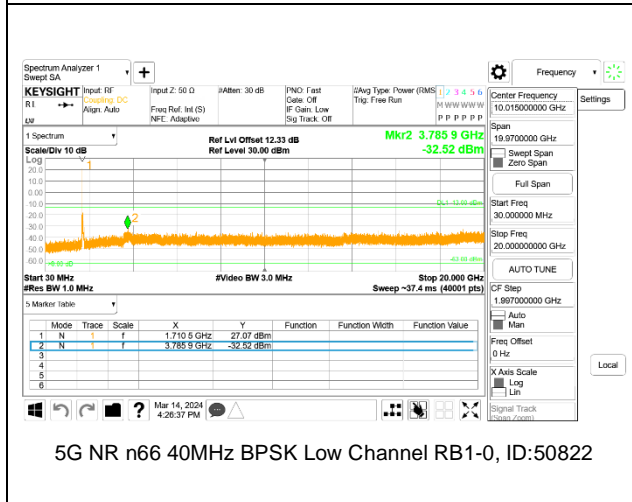 Spectrum Analyzer 1
Swept SA
Frequency
KEYSIGHT
Input: RF
Coupling: DC
Align: Auto
Input Z: 50 Ω
Freq Ref: Int (S)
NFE: Adaptive
#Atten: 30 dB
PNO: Fast
Gate: Off
IF Gain: Low
Sig Track: Off
#Avg Type: Power (RMS
Trig: Free Run
1 2 3 4 5 6
M W W W W W
P P P P P P
Center Frequency
10.015000000 GHz
Settings
Span
19.9700000 GHz
Swept Span
Zero Span
Full Span
Start Freq
30.000000 MHz
Stop Freq
20.000000000 GHz
AUTO TUNE
CF Step
1.997000000 GHz
Auto
Man
Freq Offset
0 Hz
X Axis Scale
Log
Lin
Signal Track
(Span Zoom)
Local
1 Spectrum
Scale/Div 10 dB
Ref Lvl Offset 12.33 dB
Ref Level 30.00 dBm
Mkr2 3.785 9 GHz
-32.52 dBm
Log
20.0
10.0
0.00
-10.0
-20.0
-30.0
-40.0
-50.0
-60.0
1
2
DL1 -13.00 dBm
Start 30 MHz
#Res BW 1.0 MHz
#Video BW 3.0 MHz
Stop 20.000 GHz
Sweep ~37.4 ms (40001 pts)
5 Marker Table
Mode Trace Scale X Y Function Function Width Function Value
1 N 1 f 1.710 5 GHz 27.07 dBm
2 N 1 f 3.785 9 GHz -32.52 dBm
3
4
5
6
Mar 14, 2024
4:26:37 PM
5G NR n66 40MHz BPSK Low Channel RB1-0, ID:50822